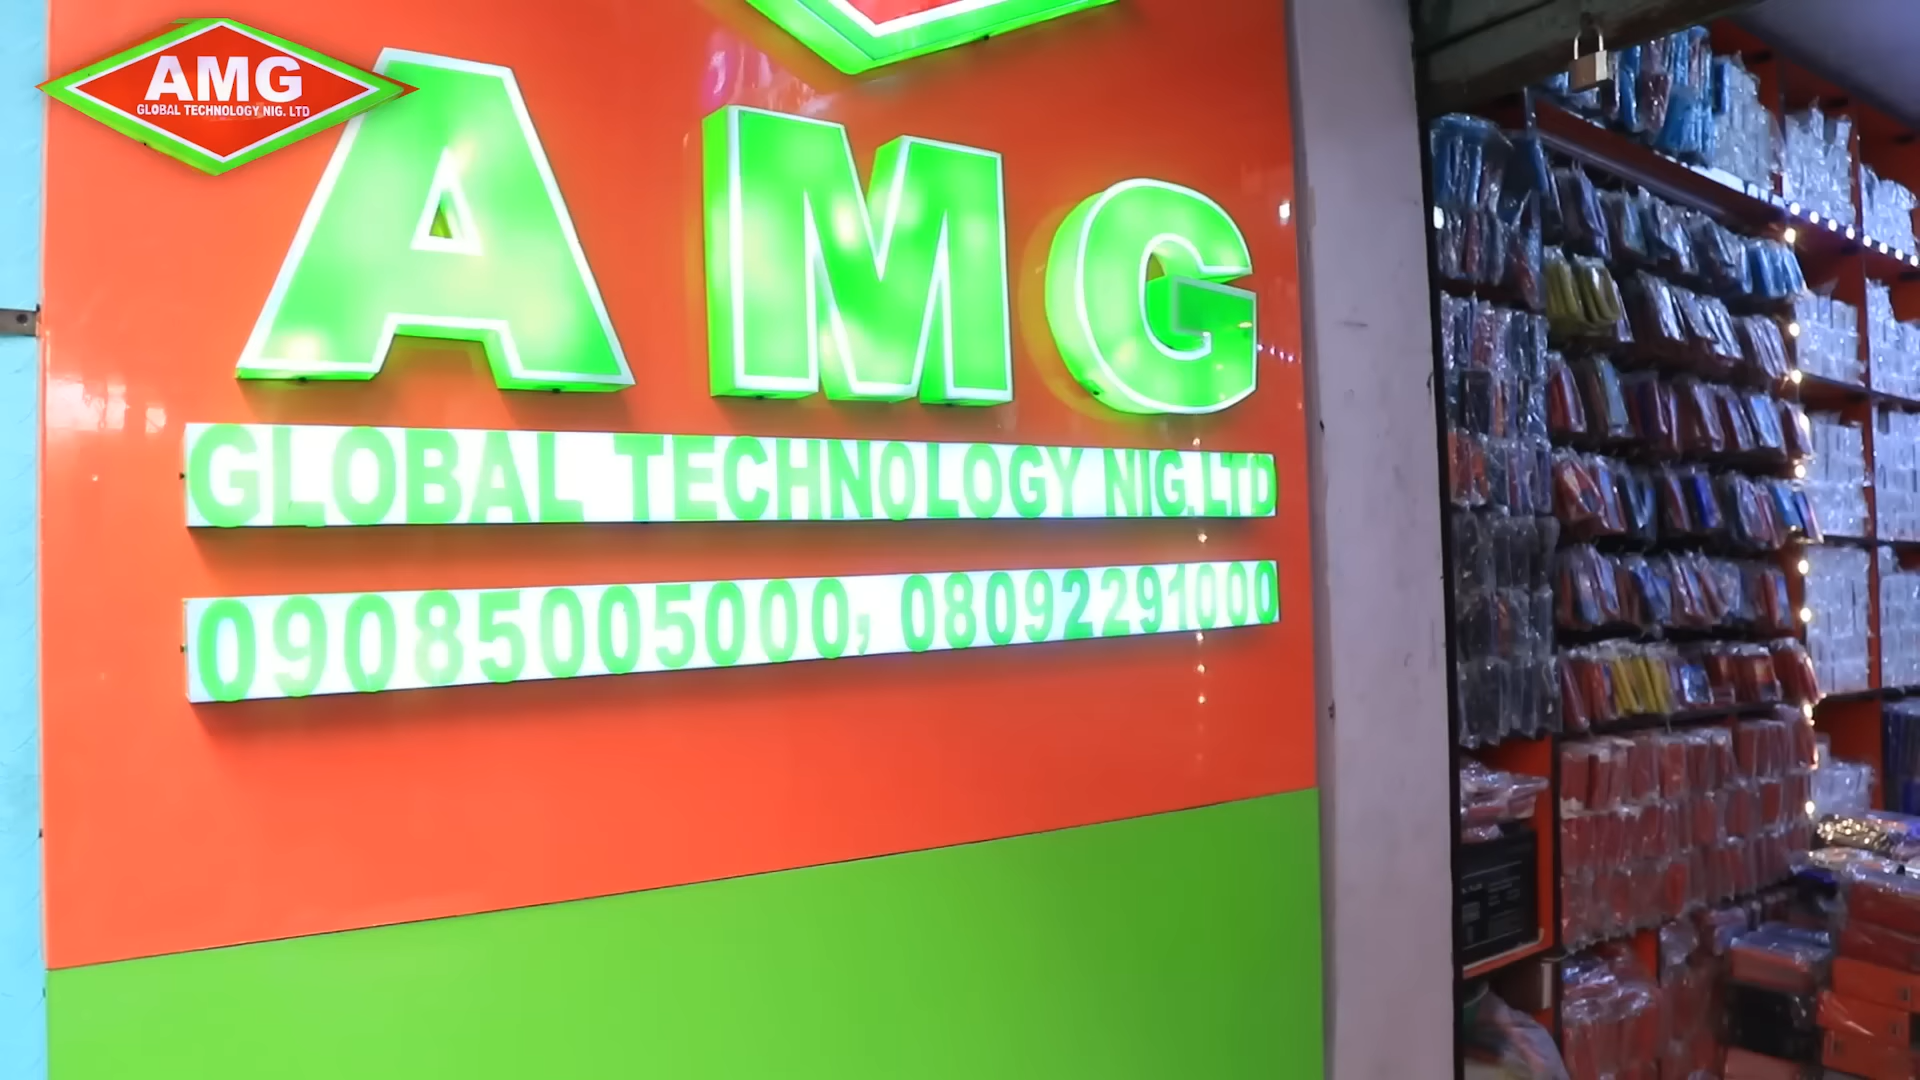 AMG
GLOBAL TECHNOLOGY NIG. LTD
AMG
GLOBAL TECHNOLOGY NIG.LTD
09085005000, 08092291000